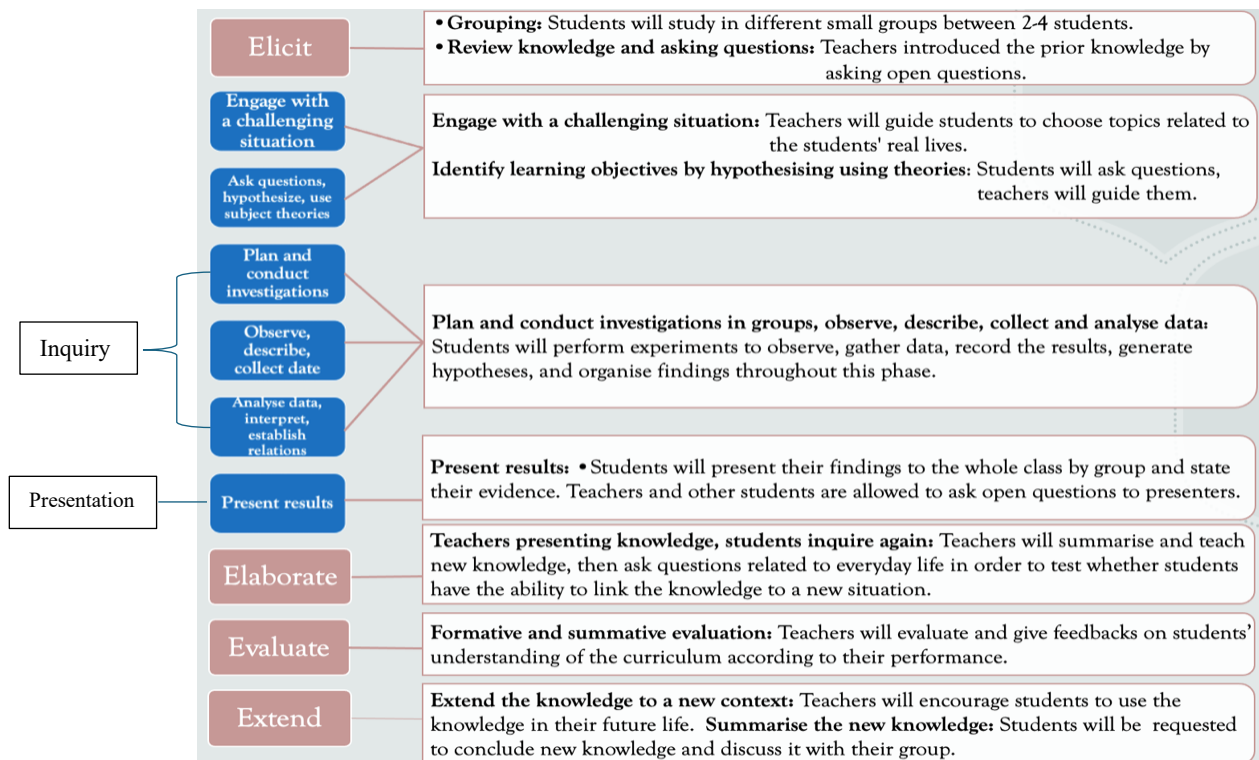 Elicit
• Grouping: Students will study in different small groups between 2-4 students.
• Review knowledge and asking questions: Teachers introduced the prior knowledge by
asking open questions.
Engage with
a challenging
situation
Ask questions,
hypothesize, use
subject theories
Engage with a challenging situation: Teachers will guide students to choose topics related to
the students' real lives.
Identify learning objectives by hypothesising using theories: Students will ask questions,
teachers will guide them.
Inquiry
Plan and
conduct
investigations
Observe,
describe,
collect date
Analyse data,
interpret,
establish
relations
Plan and conduct investigations in groups, observe, describe, collect and analyse data:
Students will perform experiments to observe, gather data, record the results, generate
hypotheses, and organise findings throughout this phase.
Presentation
Present results
Present results: • Students will present their findings to the whole class by group and state
their evidence. Teachers and other students are allowed to ask open questions to presenters.
Elaborate
Teachers presenting knowledge, students inquire again: Teachers will summarise and teach
new knowledge, then ask questions related to everyday life in order to test whether students
have the ability to link the knowledge to a new situation.
Evaluate
Formative and summative evaluation: Teachers will evaluate and give feedbacks on students’
understanding of the curriculum according to their performance.
Extend
Extend the knowledge to a new context: Teachers will encourage students to use the
knowledge in their future life. Summarise the new knowledge: Students will be requested
to conclude new knowledge and discuss it with their group.